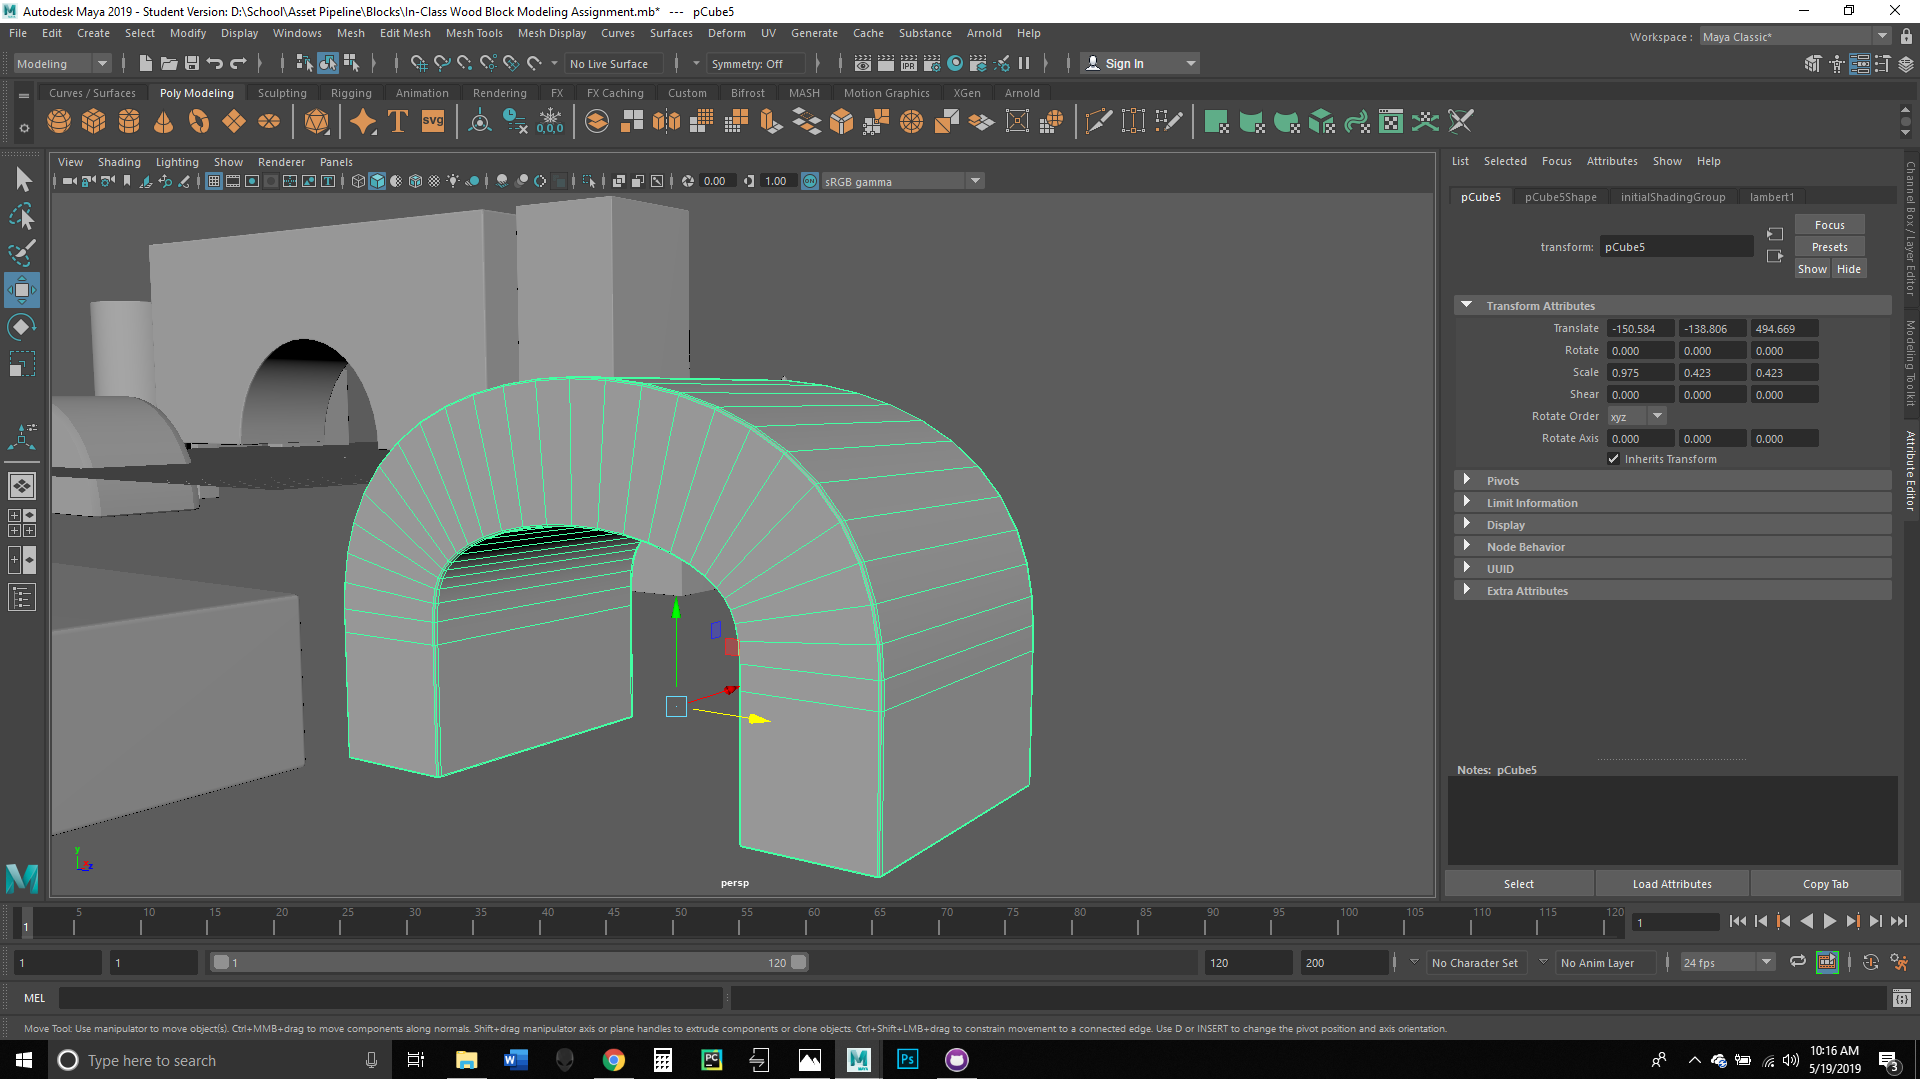 Autodesk Maya 2019 - Student Version: D:\School\Asset Pipeline\Blocks\In-Class Wood Block Modeling Assignment.mb* --- pCube5
File Edit Create Select Modify Display Windows Mesh Edit Mesh Mesh Tools Mesh Display Curves Surfaces Deform UV Generate Cache Substance Arnold Help
Workspace : Maya Classic*
Modeling No Live Surface Symmetry: Off IPR Sign In
Curves / Surfaces Poly Modeling Sculpting Rigging Animation Rendering FX FX Caching Custom Bifrost MASH Motion Graphics XGen Arnold
T SVG 0,0,0
View Shading Lighting Show Renderer Panels
0.00 1.00 ON sRGB gamma
List Selected Focus Attributes Show Help
pCube5 pCube5Shape initialShadingGroup lambert1
transform: pCube5
Focus
Presets
Show Hide
Transform Attributes
Translate -150.584 -138.806 494.669
Rotate 0.000 0.000 0.000
Scale 0.975 0.423 0.423
Shear 0.000 0.000 0.000
Rotate Order xyz
Rotate Axis 0.000 0.000 0.000
Inherits Transform
Pivots
Limit Information
Display
Node Behavior
UUID
Extra Attributes
Notes: pCube5
Select Load Attributes Copy Tab
Channel Box / Layer Editor
Modeling Toolkit
Attribute Editor
y
z
persp
M
1 5 10 15 20 25 30 35 40 45 50 55 60 65 70 75 80 85 90 95 100 105 110 115 120
1
1 1 1 120 120 200 No Character Set No Anim Layer 24 fps
MEL
Move Tool: Use manipulator to move object(s). Ctrl+MMB+drag to move components along normals. Shift+drag manipulator axis or plane handles to extrude components or clone objects. Ctrl+Shift+LMB+drag to constrain movement to a connected edge. Use D or INSERT to change the pivot position and axis orientation.
Type here to search
W PC M Ps
10:16 AM
5/19/2019
3